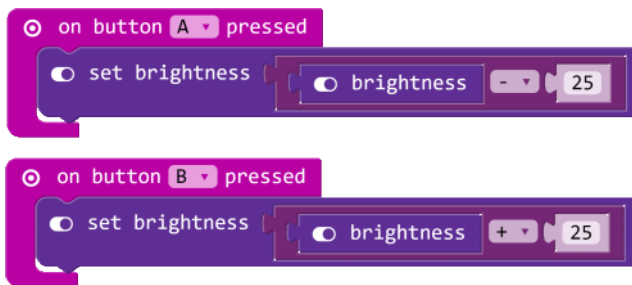 on button A pressed
set brightness brightness - 25
on button B pressed
set brightness brightness + 25